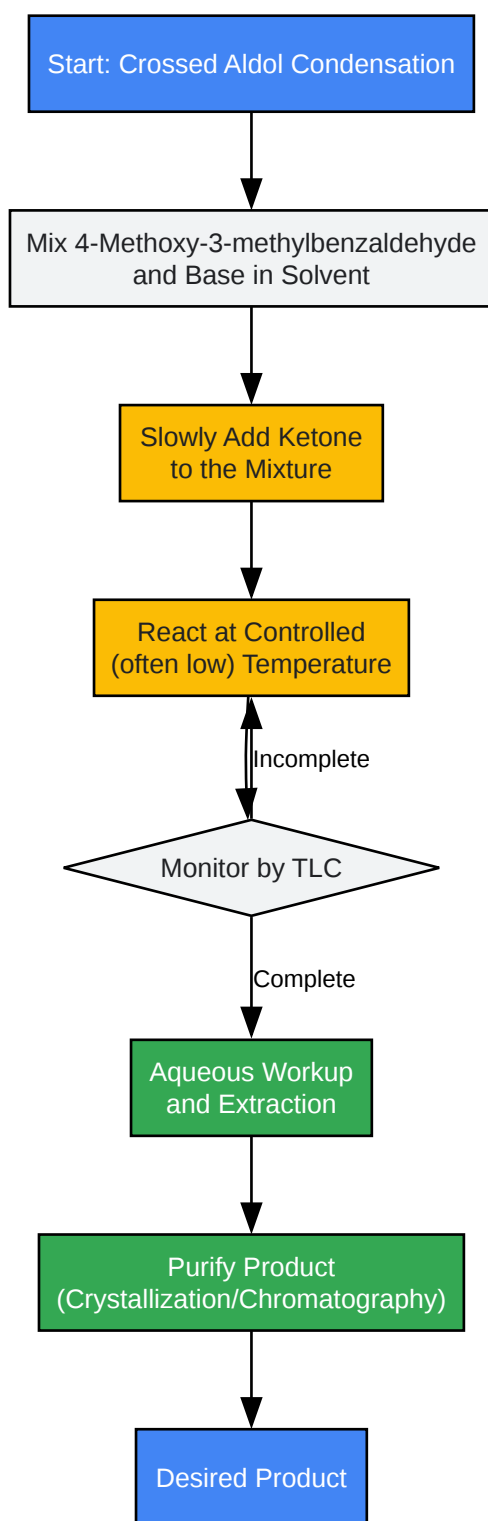 Start: Crossed Aldol Condensation
Mix 4-Methoxy-3-methylbenzaldehyde
and Base in Solvent
Slowly Add Ketone
to the Mixture
React at Controlled
(often low) Temperature
Incomplete
Monitor by TLC
Complete
Aqueous Workup
and Extraction
Purify Product
(Crystallization/Chromatography)
Desired Product